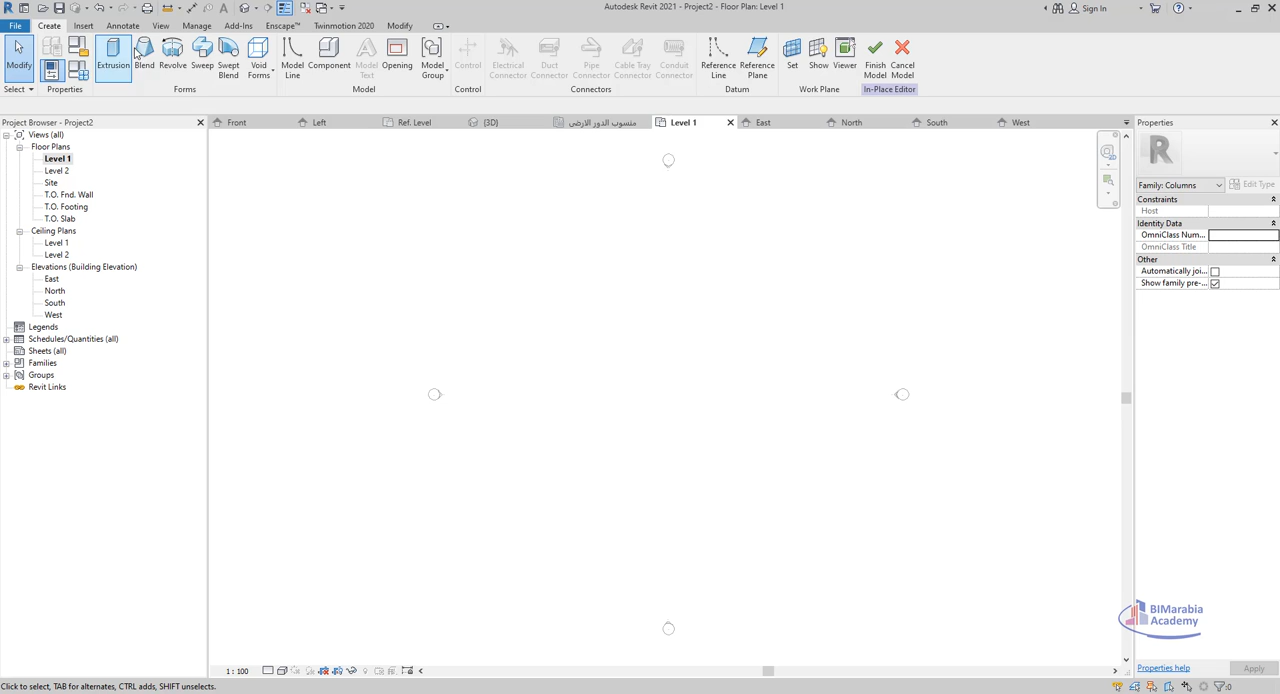 Autodesk Revit 2021 - Project2 - Floor Plan: Level 1
Sign In
File
Create
Insert
Annotate
View
Manage
Add-Ins
Enscape™
Twinmotion 2020
Modify
Modify
Extrusion
Blend
Revolve
Sweep
Swept
Blend
Void
Forms
Model
Line
Component
Model
Text
Opening
Model
Group
Control
Electrical
Connector
Duct
Connector
Pipe
Connector
Cable Tray
Connector
Conduit
Connector
Reference
Line
Reference
Plane
Set
Show
Viewer
Finish
Model
Cancel
Model
Select
Properties
Forms
Model
Control
Connectors
Datum
Work Plane
In-Place Editor
Project Browser - Project2
Front
Left
Ref. Level
{3D}
منسوب الدور الارضى
Level 1
East
North
South
West
Properties
Views (all)
Floor Plans
Level 1
Level 2
Site
T.O. Fnd. Wall
T.O. Footing
T.O. Slab
Ceiling Plans
Level 1
Level 2
Elevations (Building Elevation)
East
North
South
West
Legends
Schedules/Quantities (all)
Sheets (all)
Families
Groups
Revit Links
2D
R
Family: Columns
Edit Type
Constraints
Host
Identity Data
OmniClass Num...
OmniClass Title
Other
Automatically joi...
Show family pre-...
BIMarabia
Academy
1 : 100
Properties help
Apply
Click to select, TAB for alternates, CTRL adds, SHIFT unselects.
:0